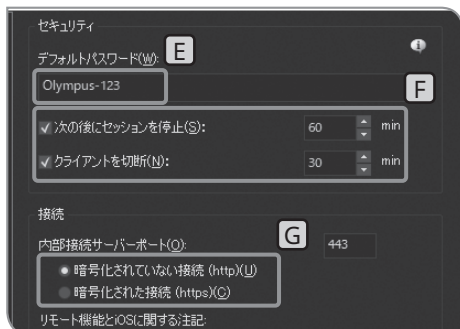 セキュリティ
デフォルトパスワード(W): E
Olympus-123
F
✓次の後にセッションを停止(S): 60 min
✓クライアントを切断(N): 30 min
接続
G
内部接続サーバーポート(O): 443
暗号化されていない接続 (http)(U)
暗号化された接続 (https)(C)
リモート機能とiOSに関する注記: